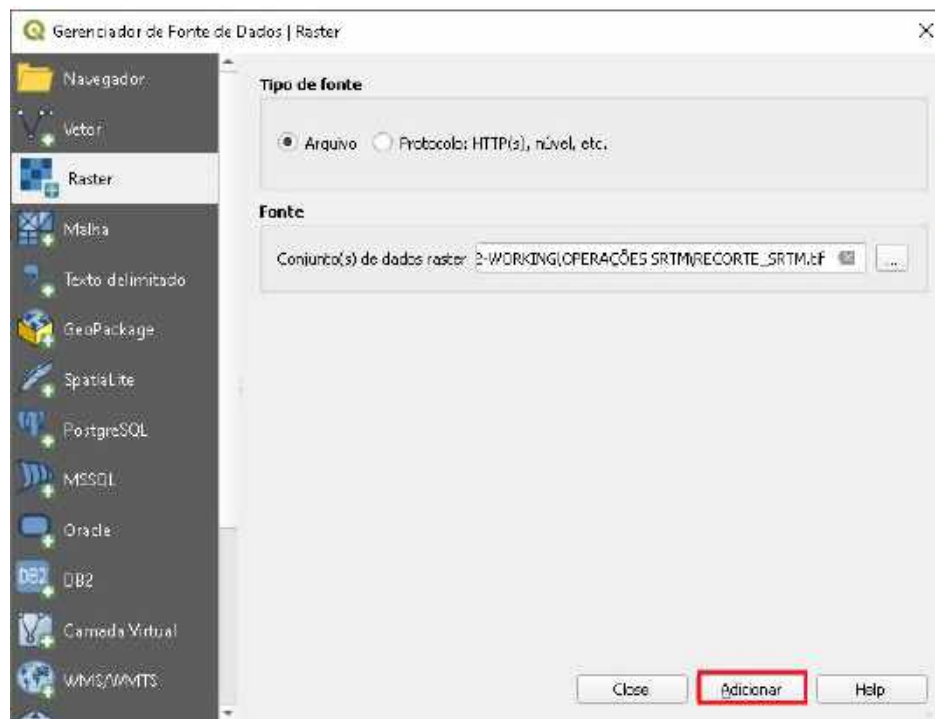 Gerenciador de Fonte de Dados | Raster
Navegador
Vetor
Raster
Malha
Texto delimitado
GeoPackage
SpatiaLite
PostgreSQL
MSSQL
Oracle
DB2
Camada Virtual
WMS/WMTS
Tipo de fonte
Arquivo
Protocolo: HTTP(s), núvel, etc.
Fonte
Conjunto(s) de dados raster
2-WORKING\OPERAÇÕES SRTM\RECORTE_SRTM.tif
...
Close
Adicionar
Help